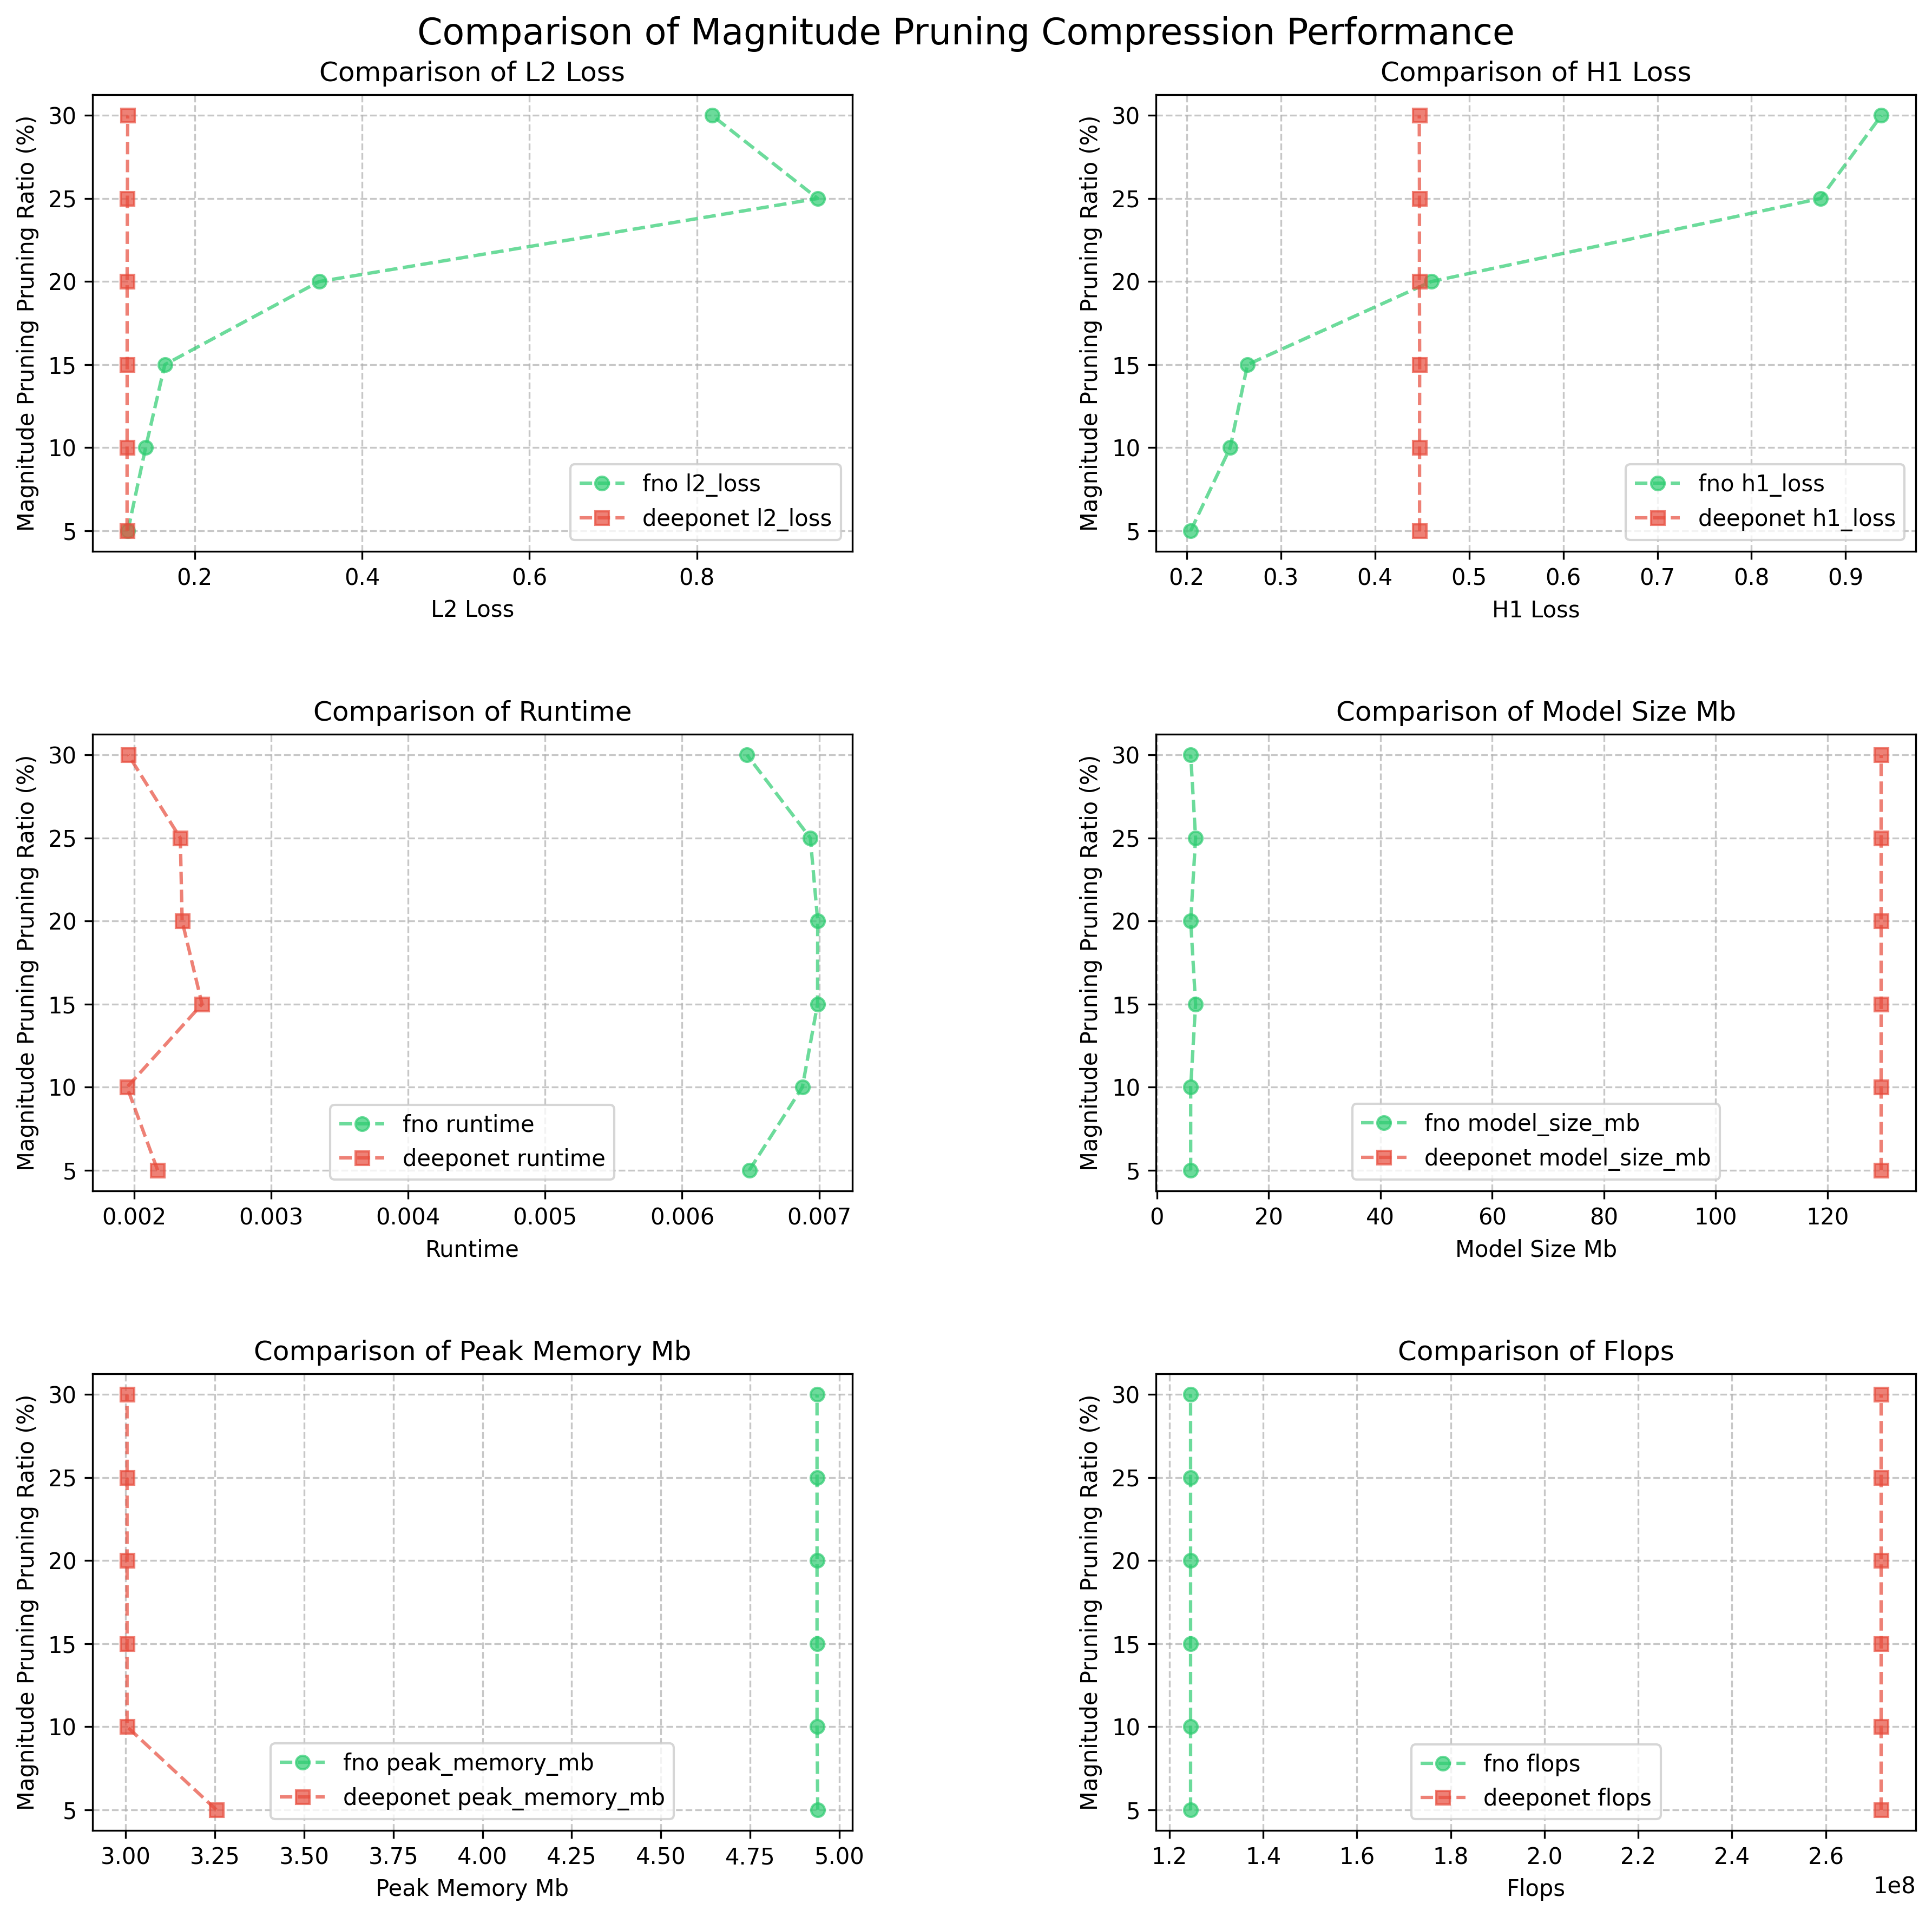 Comparison of Magnitude Pruning Compression Performance
Comparison of L2 Loss
Magnitude Pruning Pruning Ratio (%)
30
25
20
15
10
5
fno l2_loss
deeponet l2_loss
0.2 0.4 0.6 0.8
L2 Loss
Comparison of H1 Loss
Magnitude Pruning Pruning Ratio (%)
30
25
20
15
10
5
fno h1_loss
deeponet h1_loss
0.2 0.3 0.4 0.5 0.6 0.7 0.8 0.9
H1 Loss
Comparison of Runtime
Magnitude Pruning Pruning Ratio (%)
30
25
20
15
10
5
fno runtime
deeponet runtime
0.002 0.003 0.004 0.005 0.006 0.007
Runtime
Comparison of Model Size Mb
Magnitude Pruning Pruning Ratio (%)
30
25
20
15
10
5
fno model_size_mb
deeponet model_size_mb
0 20 40 60 80 100 120
Model Size Mb
Comparison of Peak Memory Mb
Magnitude Pruning Pruning Ratio (%)
30
25
20
15
10
5
fno peak_memory_mb
deeponet peak_memory_mb
3.00 3.25 3.50 3.75 4.00 4.25 4.50 4.75 5.00
Peak Memory Mb
Comparison of Flops
Magnitude Pruning Pruning Ratio (%)
30
25
20
15
10
5
fno flops
deeponet flops
1.2 1.4 1.6 1.8 2.0 2.2 2.4 2.6
Flops
1e8